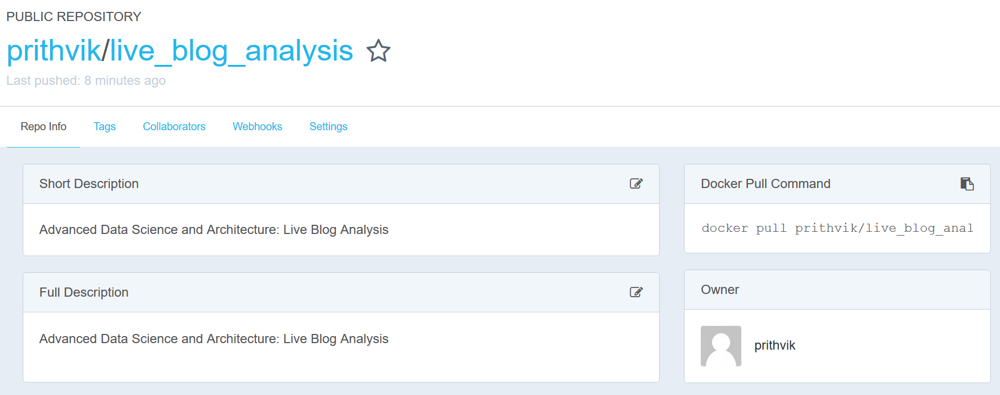 PUBLIC REPOSITORY
prithvik/live_blog_analysis
Last pushed: 8 minutes ago
Repo Info Tags Collaborators Webhooks Settings
Short Description
Advanced Data Science and Architecture: Live Blog Analysis
Full Description
Advanced Data Science and Architecture: Live Blog Analysis
Docker Pull Command
docker pull prithvik/live_blog_anal
Owner
prithvik